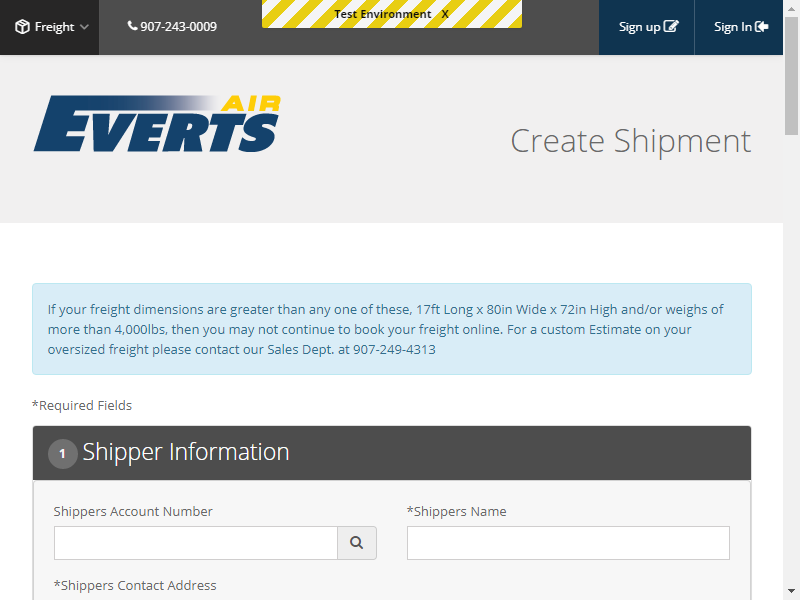 Freight
907-243-0009
Test Environment X
Sign up
Sign In
AIR
EVERTS
Create Shipment
If your freight dimensions are greater than any one of these, 17ft Long x 80in Wide x 72in High and/or weighs of
more than 4,000lbs, then you may not continue to book your freight online. For a custom Estimate on your
oversized freight please contact our Sales Dept. at 907-249-4313
*Required Fields
1 Shipper Information
Shippers Account Number
*Shippers Name
*Shippers Contact Address